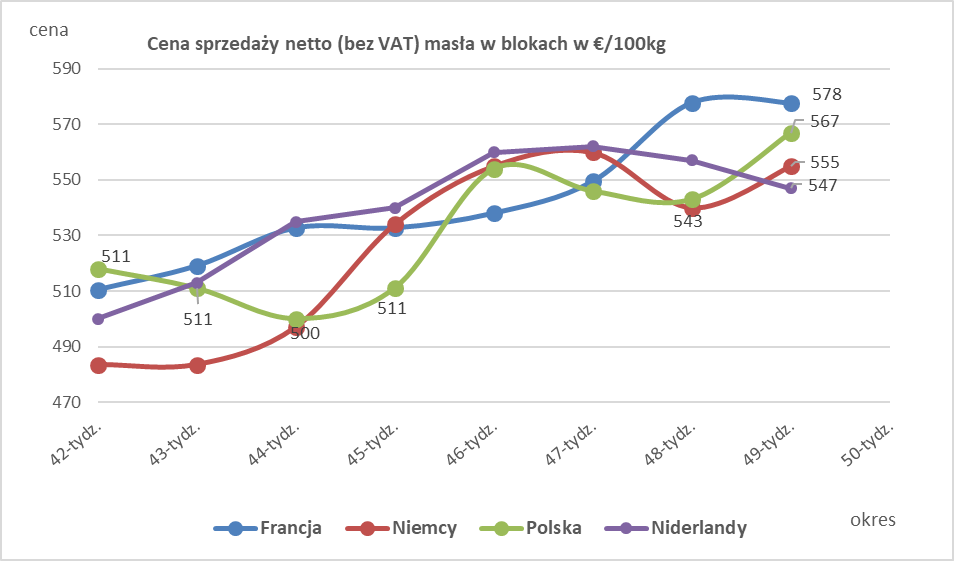 cena
Cena sprzedaży netto (bez VAT) masła w blokach w €/100kg
590
570
550
530
510
490
470
511
511
500
511
543
578
567
555
547
42-tydz.
43-tydz.
44-tydz.
45-tydz.
46-tydz.
47-tydz.
48-tydz.
49-tydz.
50-tydz.
okres
Francja Niemcy Polska Niderlandy